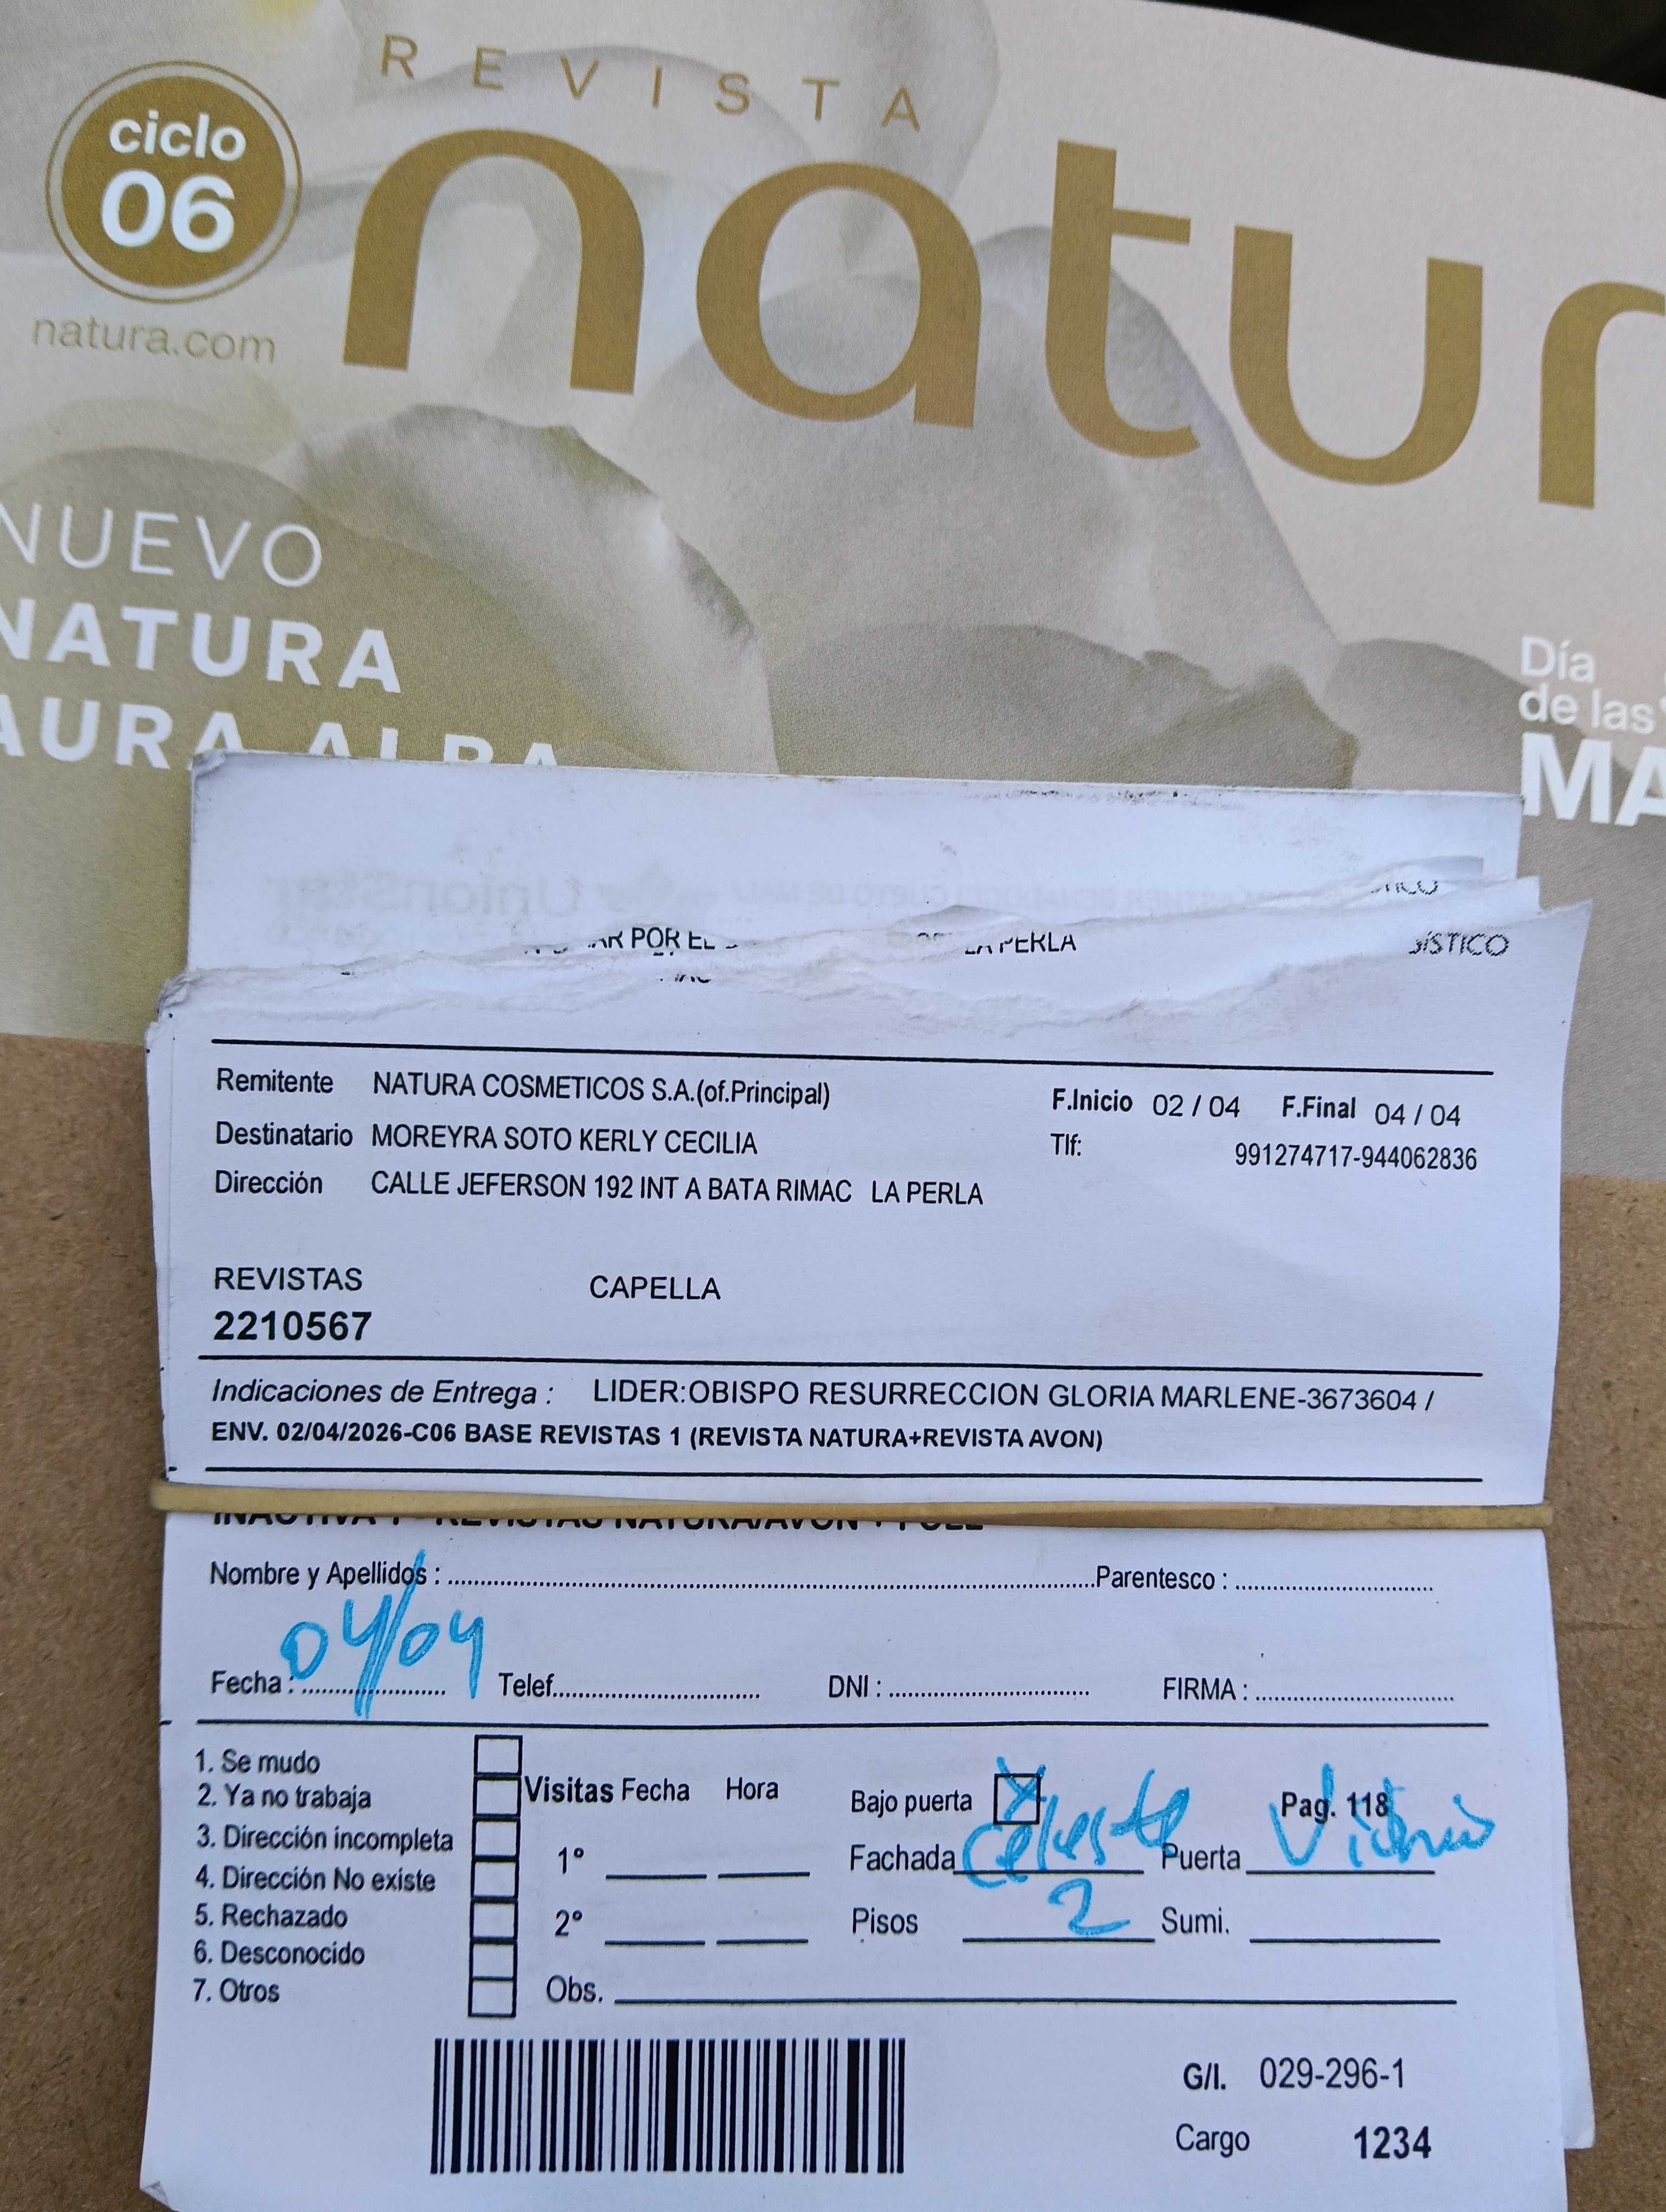 REVISTA
ciclo
06
natur
natura.com
NUEVO
NATURA
AURA ALBA
Día
de las
MA
AR POR EL
LA PERLA
ÍSTICO
Remitente NATURA COSMETICOS S.A.(of.Principal) F.Inicio 02 / 04 F.Final 04 / 04
Destinatario MOREYRA SOTO KERLY CECILIA Tlf: 991274717-944062836
Dirección CALLE JEFERSON 192 INT A BATA RIMAC LA PERLA
REVISTAS CAPELLA
2210567
Indicaciones de Entrega : LIDER:OBISPO RESURRECCION GLORIA MARLENE-3673604 /
ENV. 02/04/2026-C06 BASE REVISTAS 1 (REVISTA NATURA+REVISTA AVON)
Nombre y Apellidos : Parentesco :
Fecha : 04/04 Telef. DNI : FIRMA :
1. Se mudo
2. Ya no trabaja
3. Dirección incompleta
4. Dirección No existe
5. Rechazado
6. Desconocido
7. Otros
Visitas Fecha Hora
1°
2°
Obs.
Bajo puerta X Pag. 118
Fachada Celeste Puerta Vidrio
Pisos 2 Sumi.
G/I. 029-296-1
Cargo 1234